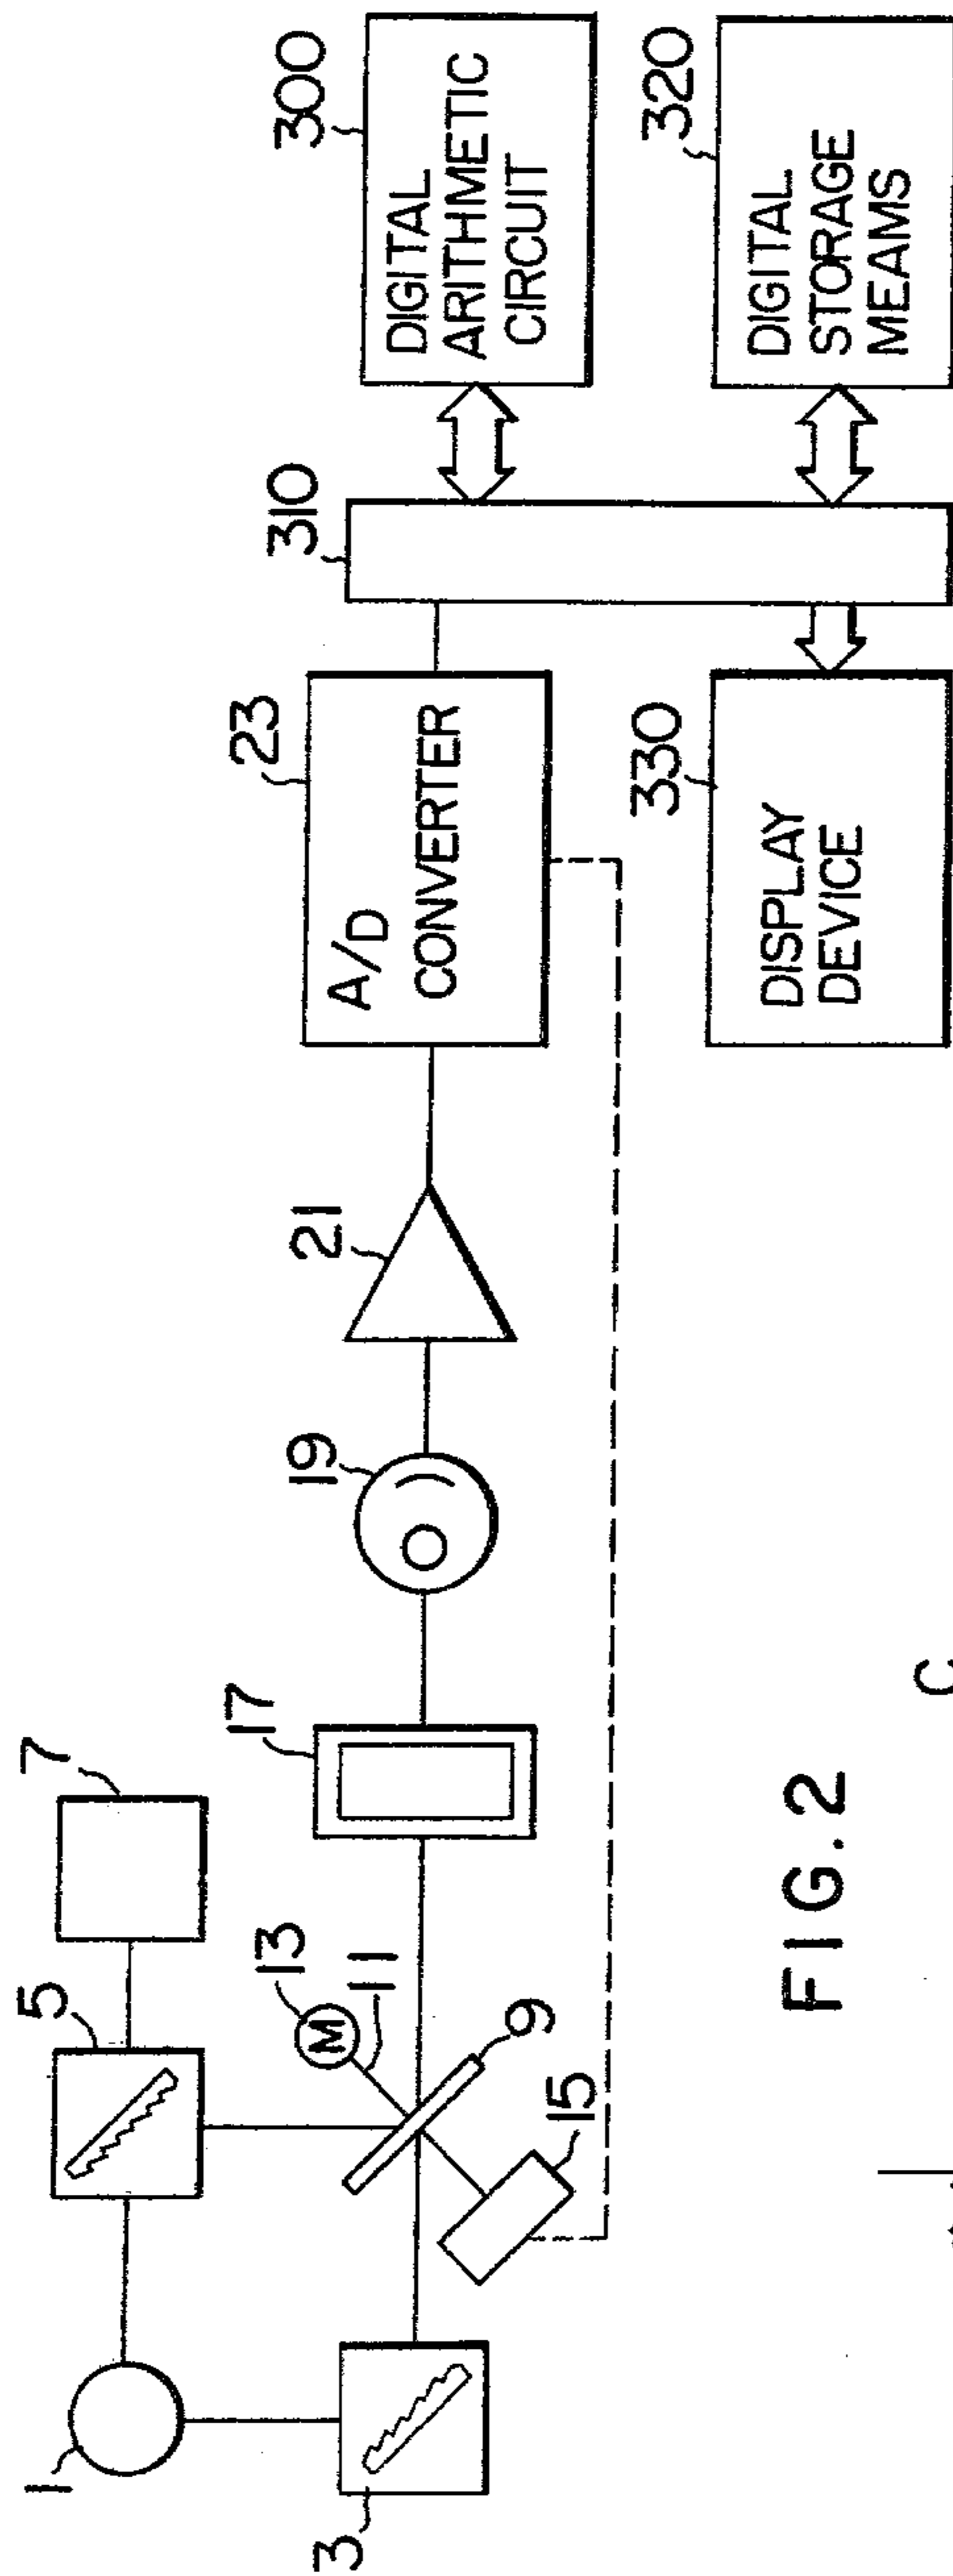 1
3
5
7
9
11
13
M
15
17
19
21
23
A/D
CONVERTER
310
300
DIGITAL
ARITHMETIC
CIRCUIT
320
DIGITAL
STORAGE
MEAMS
330
DISPLAY
DEVICE
FIG. 2
C